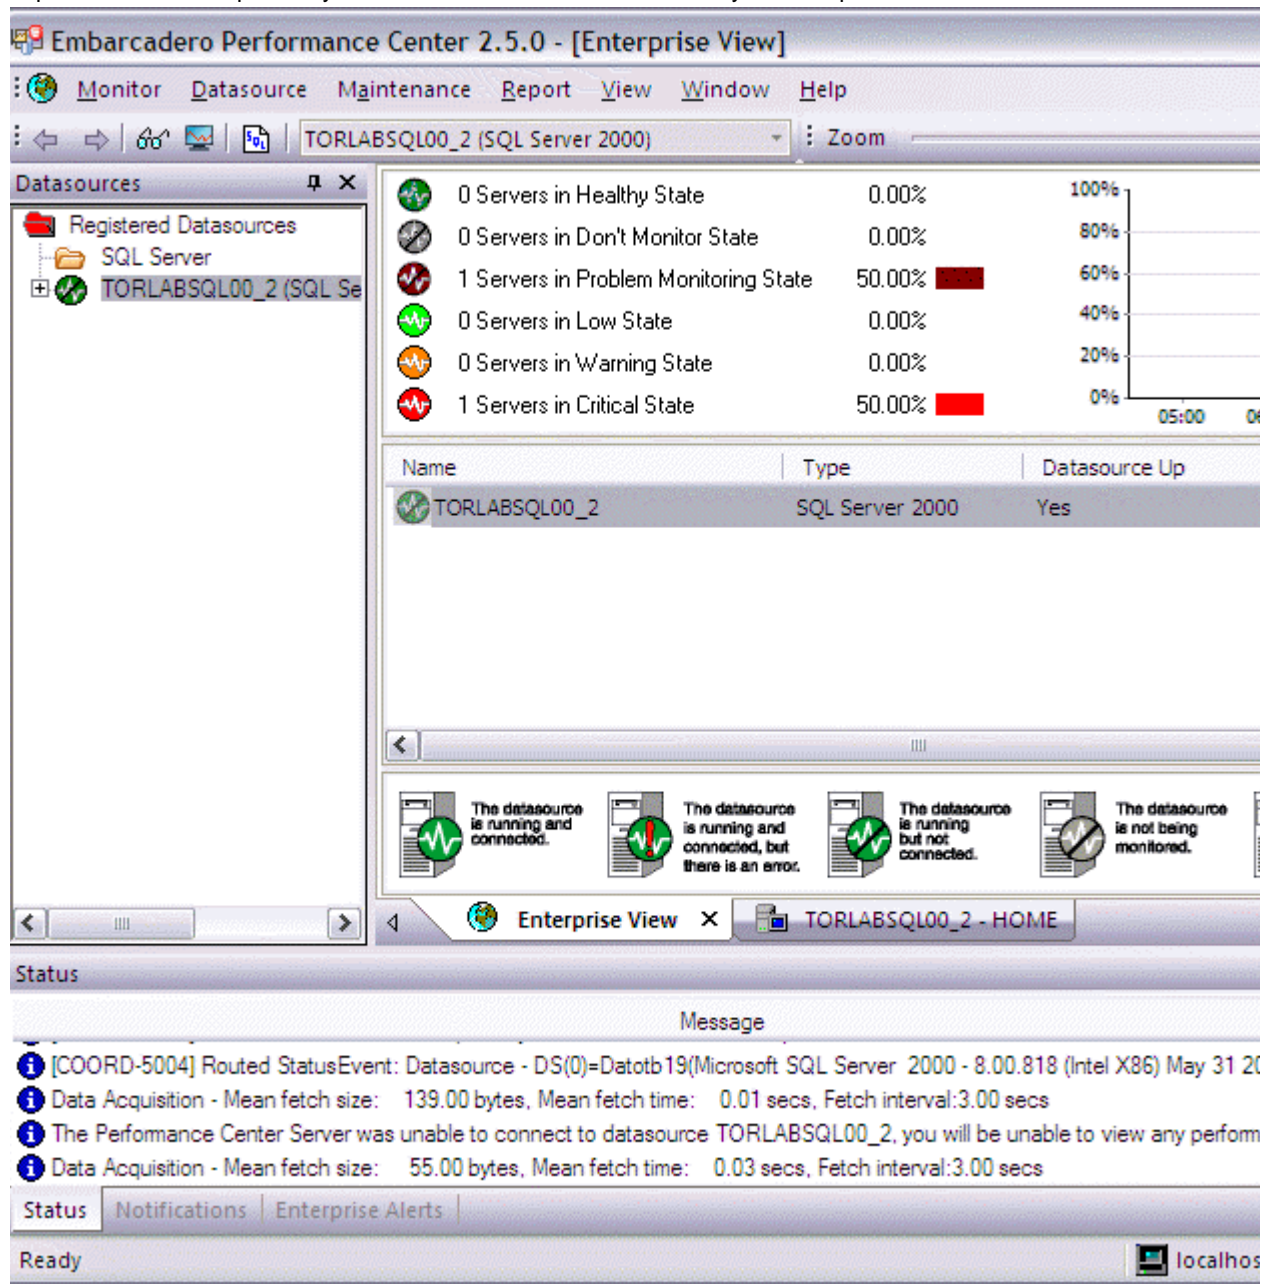 Embarcadero Performance Center 2.5.0 - [Enterprise View]
Monitor Datasource Maintenance Report View Window Help
SQL TORLABSQL00_2 (SQL Server 2000) Zoom
Datasources
Registered Datasources
SQL Server
TORLABSQL00_2 (SQL Se
0 Servers in Healthy State 0.00%
0 Servers in Don't Monitor State 0.00%
1 Servers in Problem Monitoring State 50.00%
0 Servers in Low State 0.00%
0 Servers in Warning State 0.00%
1 Servers in Critical State 50.00%
100%
80%
60%
40%
20%
0%
05:00
Name Type Datasource Up
TORLABSQL00_2 SQL Server 2000 Yes
The datasource
is running and
connected.
The datasource
is running and
connected, but
there is an error.
The datasource
is running
but not
connected.
The datasource
is not being
monitored.
Enterprise View X TORLABSQL00_2 - HOME
Status
Message
[COORD-5004] Routed StatusEvent: Datasource - DS(0)=Datotb19(Microsoft SQL Server 2000 - 8.00.818 (Intel X86) May 31 20
Data Acquisition - Mean fetch size: 139.00 bytes, Mean fetch time: 0.01 secs, Fetch interval:3.00 secs
The Performance Center Server was unable to connect to datasource TORLABSQL00_2, you will be unable to view any perform
Data Acquisition - Mean fetch size: 55.00 bytes, Mean fetch time: 0.03 secs, Fetch interval:3.00 secs
Status Notifications Enterprise Alerts
Ready localhos